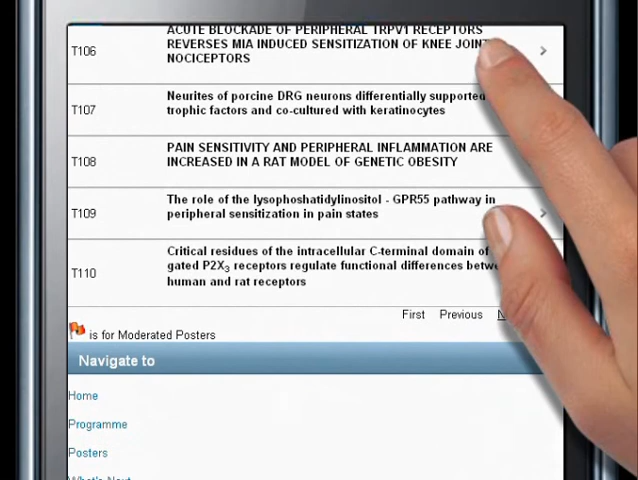 ACUTE BLOCKADE OF PERIPHERAL TRPV1 RECEPTORS
T106
REVERSES MIA INDUCED SENSITIZATION OF KNEE JOINT
NOCICEPTORS
Neurites of porcine DRG neurons differentially supported
T107
trophic factors and co-cultured with keratinocytes
PAIN SENSITIVITY AND PERIPHERAL INFLAMMATION ARE
T108
INCREASED IN A RAT MODEL OF GENETIC OBESITY
The role of the lysophoshatidylinositol - GPR55 pathway in
T109
peripheral sensitization in pain states
Critical residues of the intracellular C-terminal domain of
T110
gated P2X3 receptors regulate functional differences
human and rat receptors
First Previous
is for Moderated Posters
Navigate to
Home
Programme
Posters
What's Next